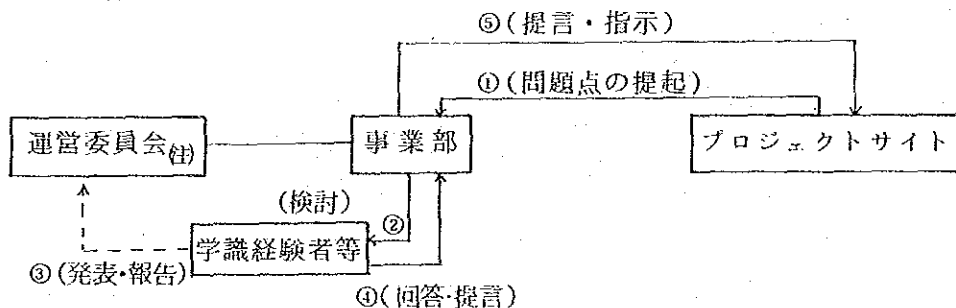 ⑤(提言・指示)
①(問題点の提起)
運営委員会(注)
事業部
プロジェクトサイト
(検討)
②
学識経験者等
③(発表・報告)
④(回答・提言)